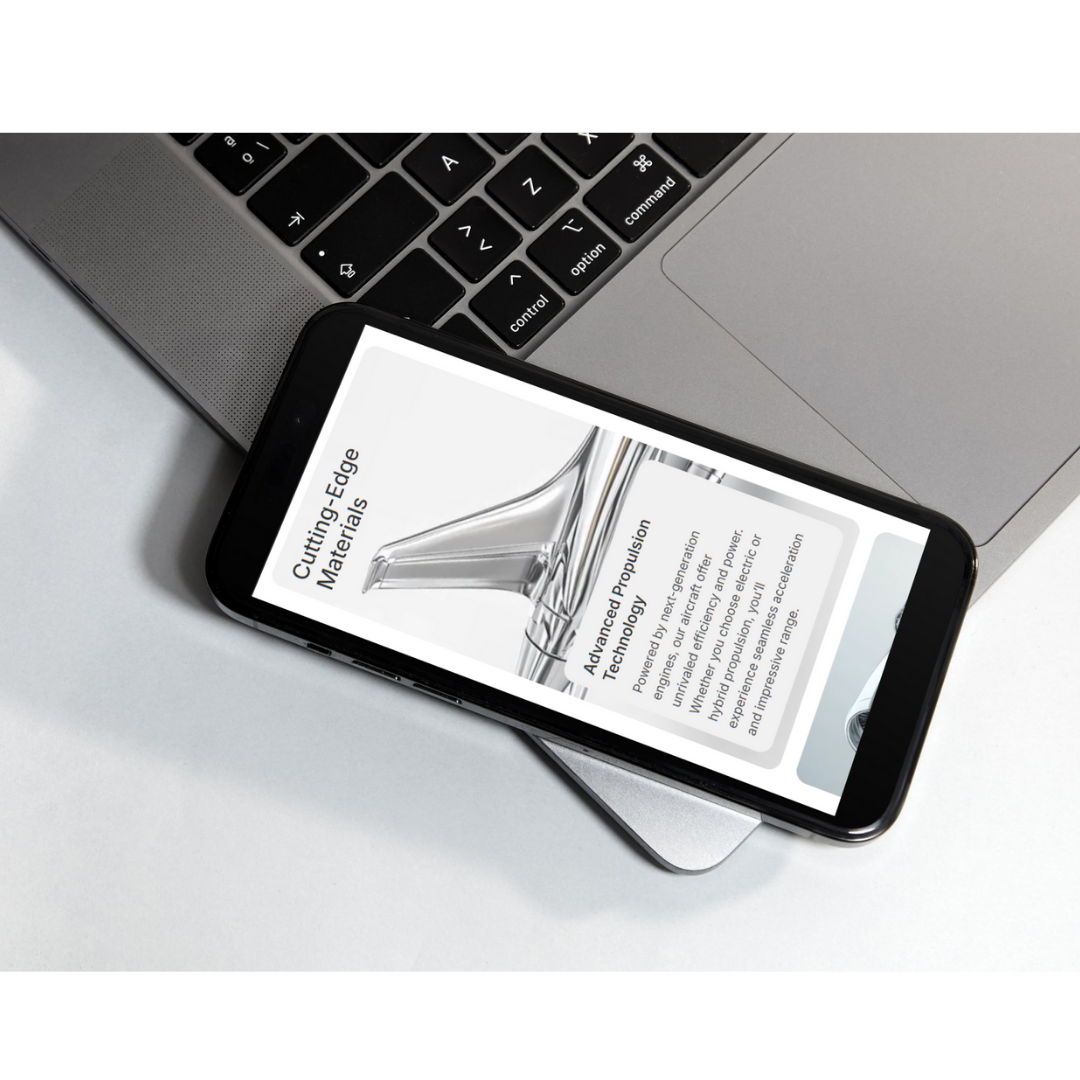 ª \
º |
A
Z
X
⌘
command
⌥
option
^
control
Cutting-Edge
Materials
Advanced Propulsion
Technology
Powered by next-generation
engines, our aircraft offer
unrivaled efficiency and power.
Whether you choose electric or
hybrid propulsion, you'll
experience seamless acceleration
and impressive range.